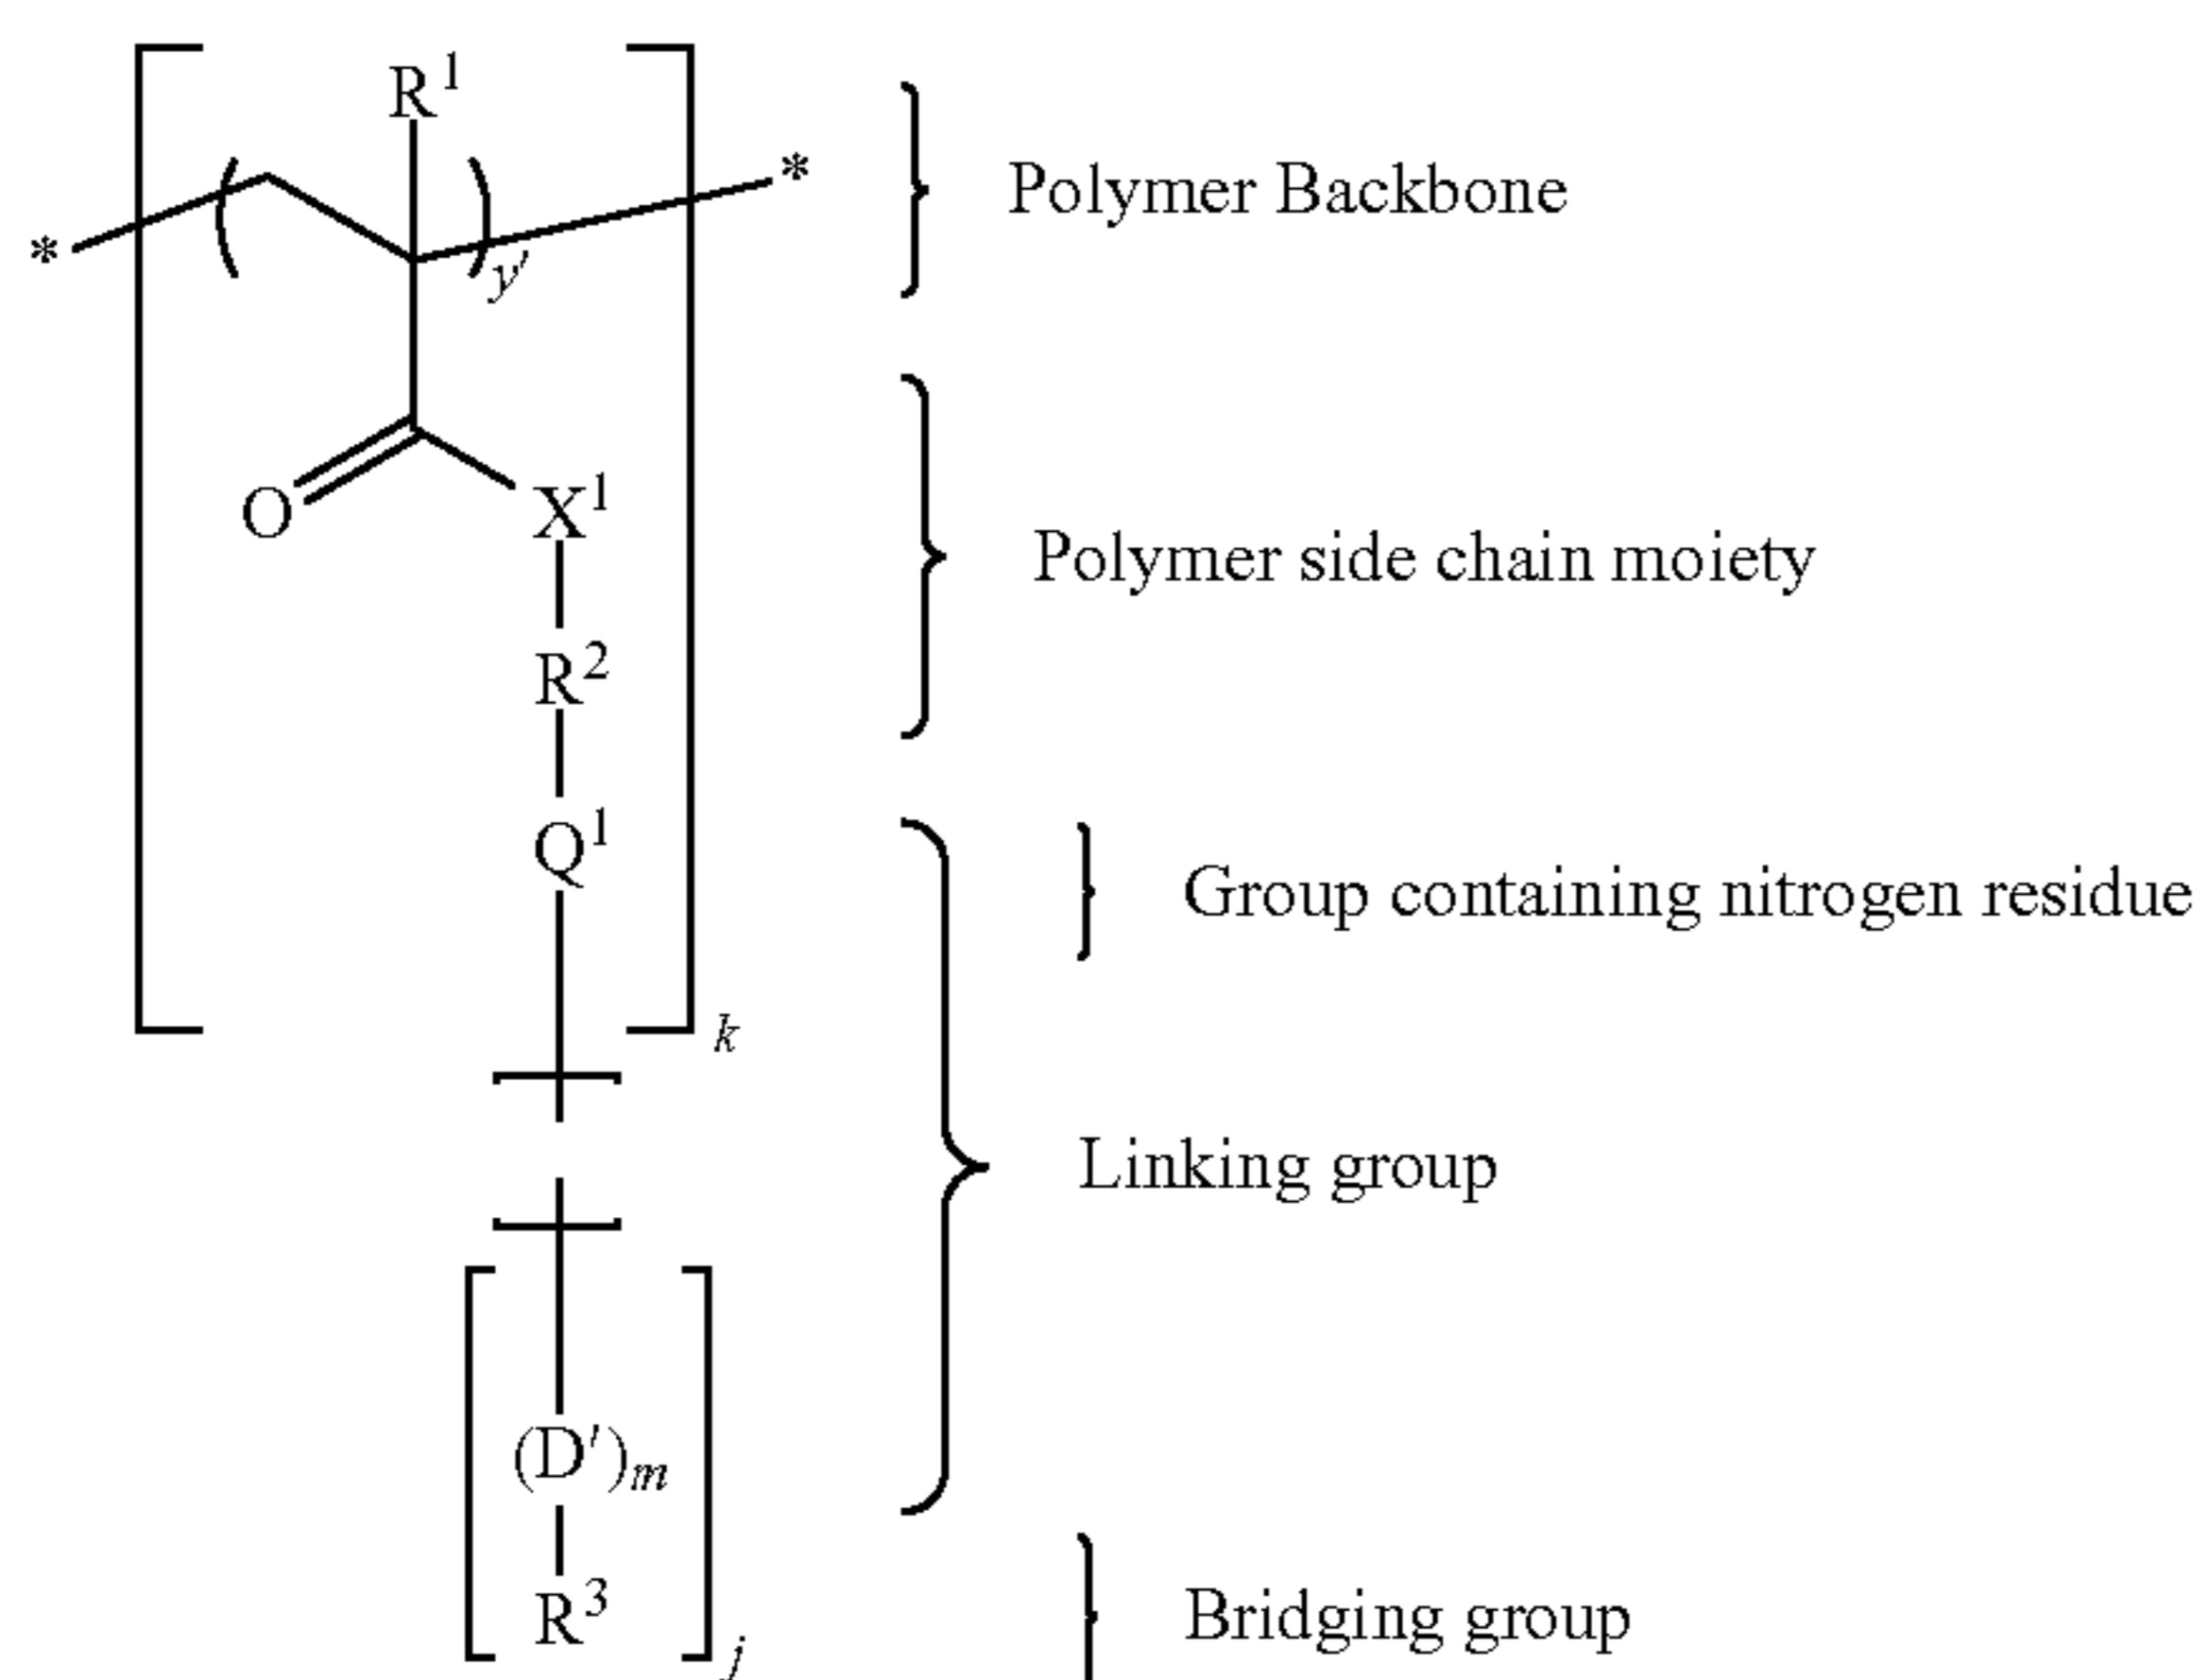 R1
* Polymer Backbone
*
y'
O X1 Polymer side chain moiety
R2
Q1 Group containing nitrogen residue
k
Linking group
(D')m
R3 Bridging group
j